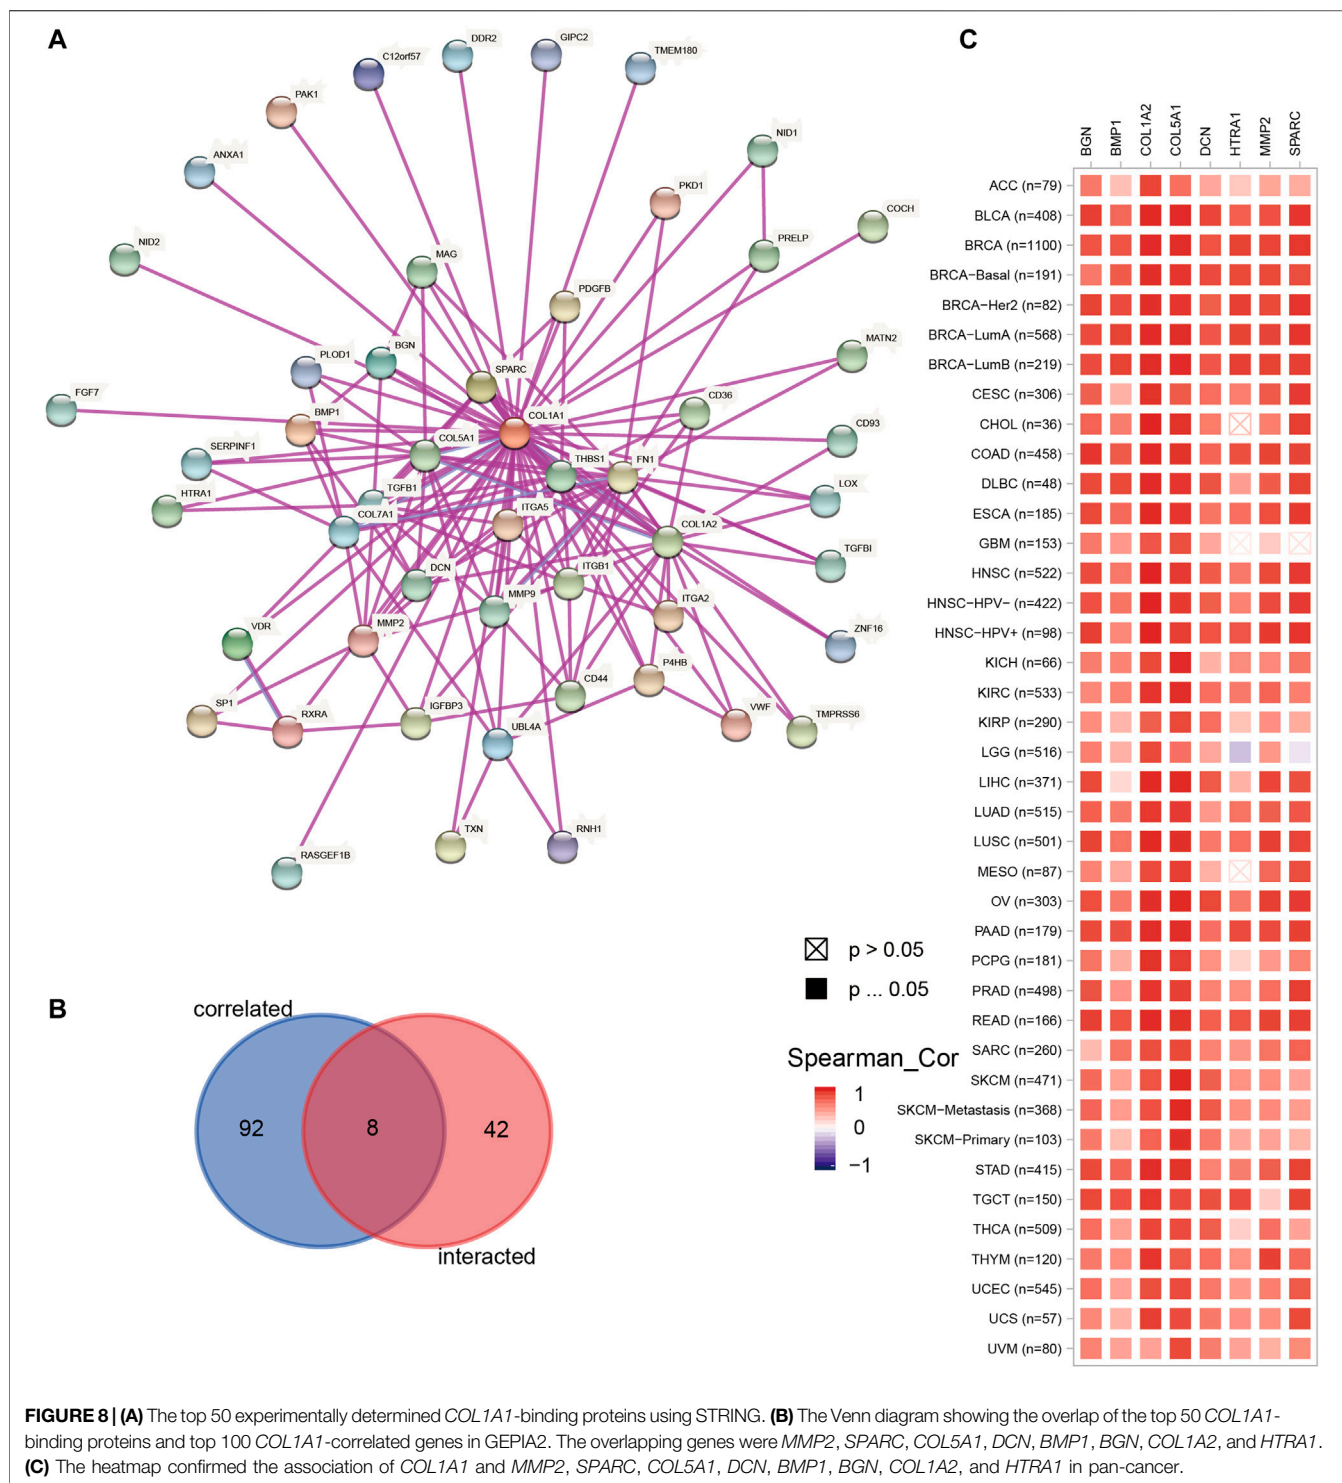 A
C12orf57
DDR2
GIPC2
TMEM180
PAK1
NID1
ANXA1
PKD1
COCH
NID2
MAG
PRELP
PDGFB
BGN
MATN2
PLOD1
SPARC
FGF7
CD36
BMP1
COL1A1
CD93
SERPINF1
COL5A1
THBS1
FN1
HTRA1
TGFB1
LOX
COL7A1
ITGA5
COL1A2
TGFBI
DCN
ITGB1
MMP9
ITGA2
VDR
MMP2
ZNF16
P4HB
CD44
SP1
RXRA
IGFBP3
UBL4A
VWF
TMPRSS6
TXN
RNH1
RASGEF1B
B
correlated
92
8
42
interacted
C
BGN
BMP1
COL1A2
COL5A1
DCN
HTRA1
MMP2
SPARC
ACC (n=79)
BLCA (n=408)
BRCA (n=1100)
BRCA−Basal (n=191)
BRCA−Her2 (n=82)
BRCA−LumA (n=568)
BRCA−LumB (n=219)
CESC (n=306)
CHOL (n=36)
COAD (n=458)
DLBC (n=48)
ESCA (n=185)
GBM (n=153)
HNSC (n=522)
HNSC−HPV− (n=422)
HNSC−HPV+ (n=98)
KICH (n=66)
KIRC (n=533)
KIRP (n=290)
LGG (n=516)
LIHC (n=371)
LUAD (n=515)
LUSC (n=501)
MESO (n=87)
OV (n=303)
PAAD (n=179)
PCPG (n=181)
PRAD (n=498)
READ (n=166)
SARC (n=260)
SKCM (n=471)
SKCM−Metastasis (n=368)
SKCM−Primary (n=103)
STAD (n=415)
TGCT (n=150)
THCA (n=509)
THYM (n=120)
UCEC (n=545)
UCS (n=57)
UVM (n=80)
p > 0.05
p ... 0.05
Spearman_Cor
1
0
−1
FIGURE 8 | (A) The top 50 experimentally determined COL1A1-binding proteins using STRING. (B) The Venn diagram showing the overlap of the top 50 COL1A1-
binding proteins and top 100 COL1A1-correlated genes in GEPIA2. The overlapping genes were MMP2, SPARC, COL5A1, DCN, BMP1, BGN, COL1A2, and HTRA1.
(C) The heatmap confirmed the association of COL1A1 and MMP2, SPARC, COL5A1, DCN, BMP1, BGN, COL1A2, and HTRA1 in pan-cancer.